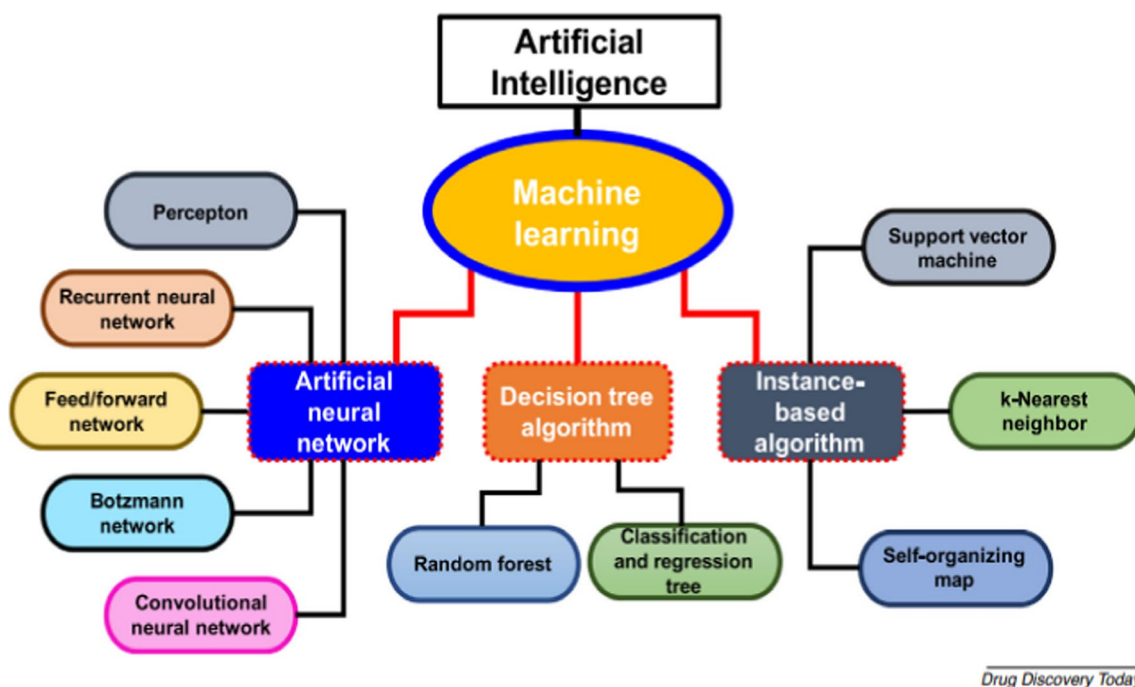 Artificial
Intelligence
Machine
learning
Percepton
Recurrent neural
network
Feed/forward
network
Botzmann
network
Convolutional
neural network
Artificial
neural
network
Decision tree
algorithm
Random forest
Classification
and regression
tree
Instance-
based
algorithm
Support vector
machine
k-Nearest
neighbor
Self-organizing
map
Drug Discovery Today